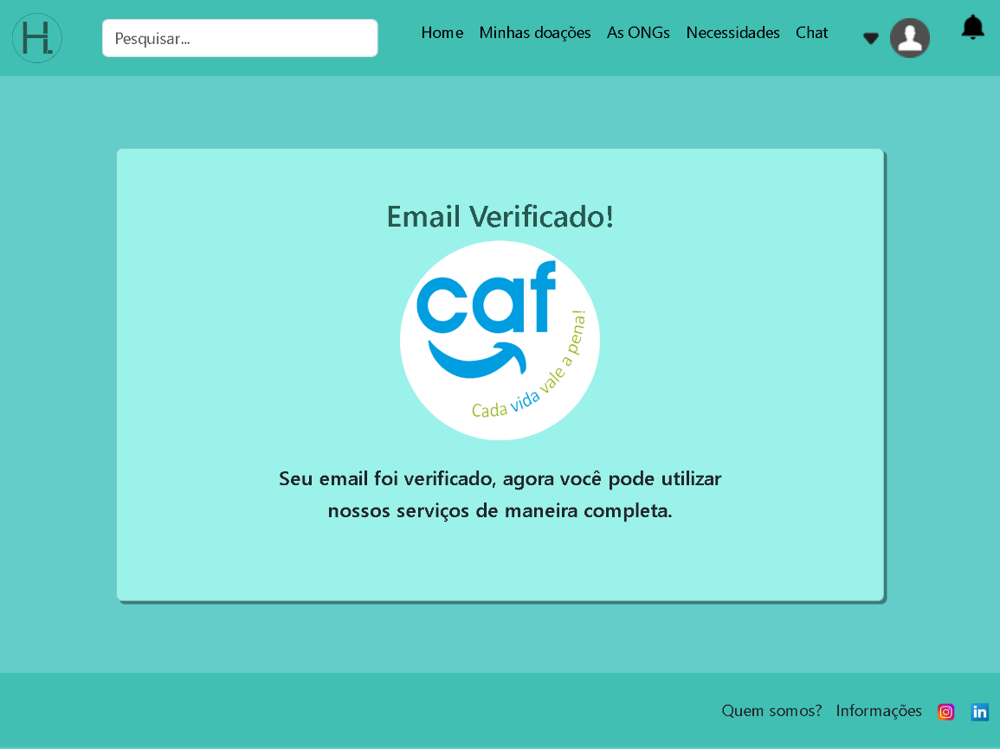 HL
Pesquisar...
Home Minhas doações As ONGs Necessidades Chat
Email Verificado!
caf
Cada vida vale a pena!
Seu email foi verificado, agora você pode utilizar
nossos serviços de maneira completa.
Quem somos? Informações
in